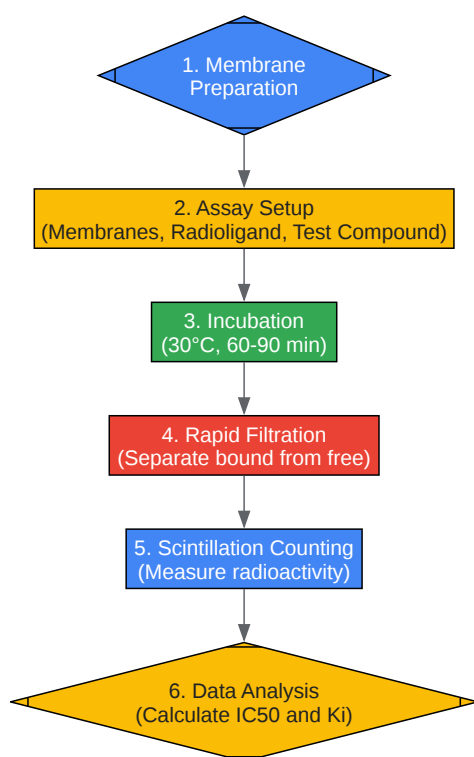 1. Membrane
Preparation
2. Assay Setup
(Membranes, Radioligand, Test Compound)
3. Incubation
(30°C, 60-90 min)
4. Rapid Filtration
(Separate bound from free)
5. Scintillation Counting
(Measure radioactivity)
6. Data Analysis
(Calculate IC50 and Ki)